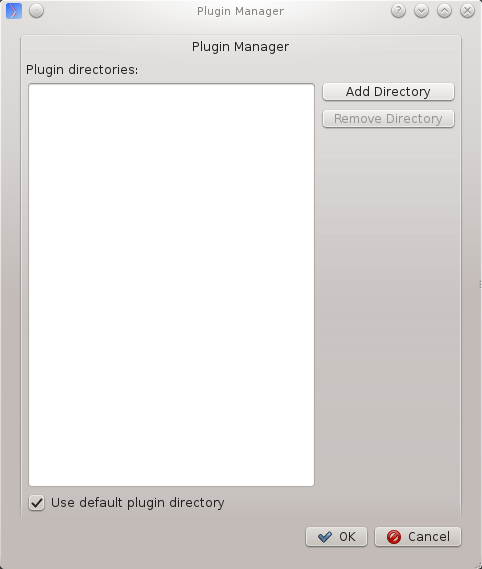 Plugin Manager
Plugin Manager
Plugin directories:
Add Directory
Remove Directory
Use default plugin directory
OK
Cancel